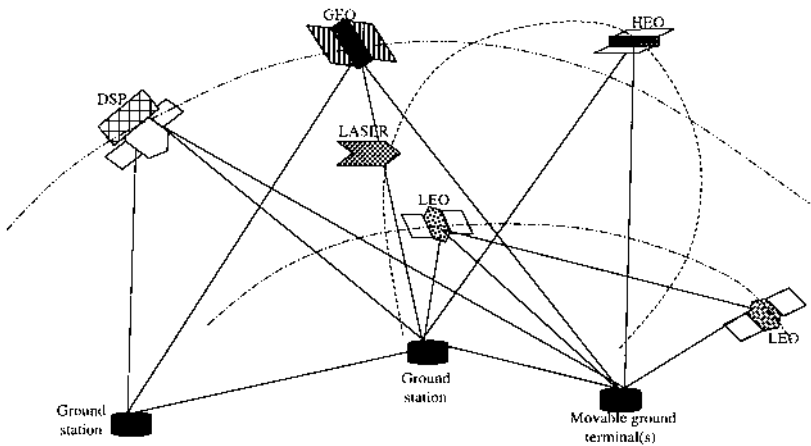 GEO
HEO
DSP
LASER
LEO
LEO
Ground
station
Ground
station
Movable ground
terminal(s)